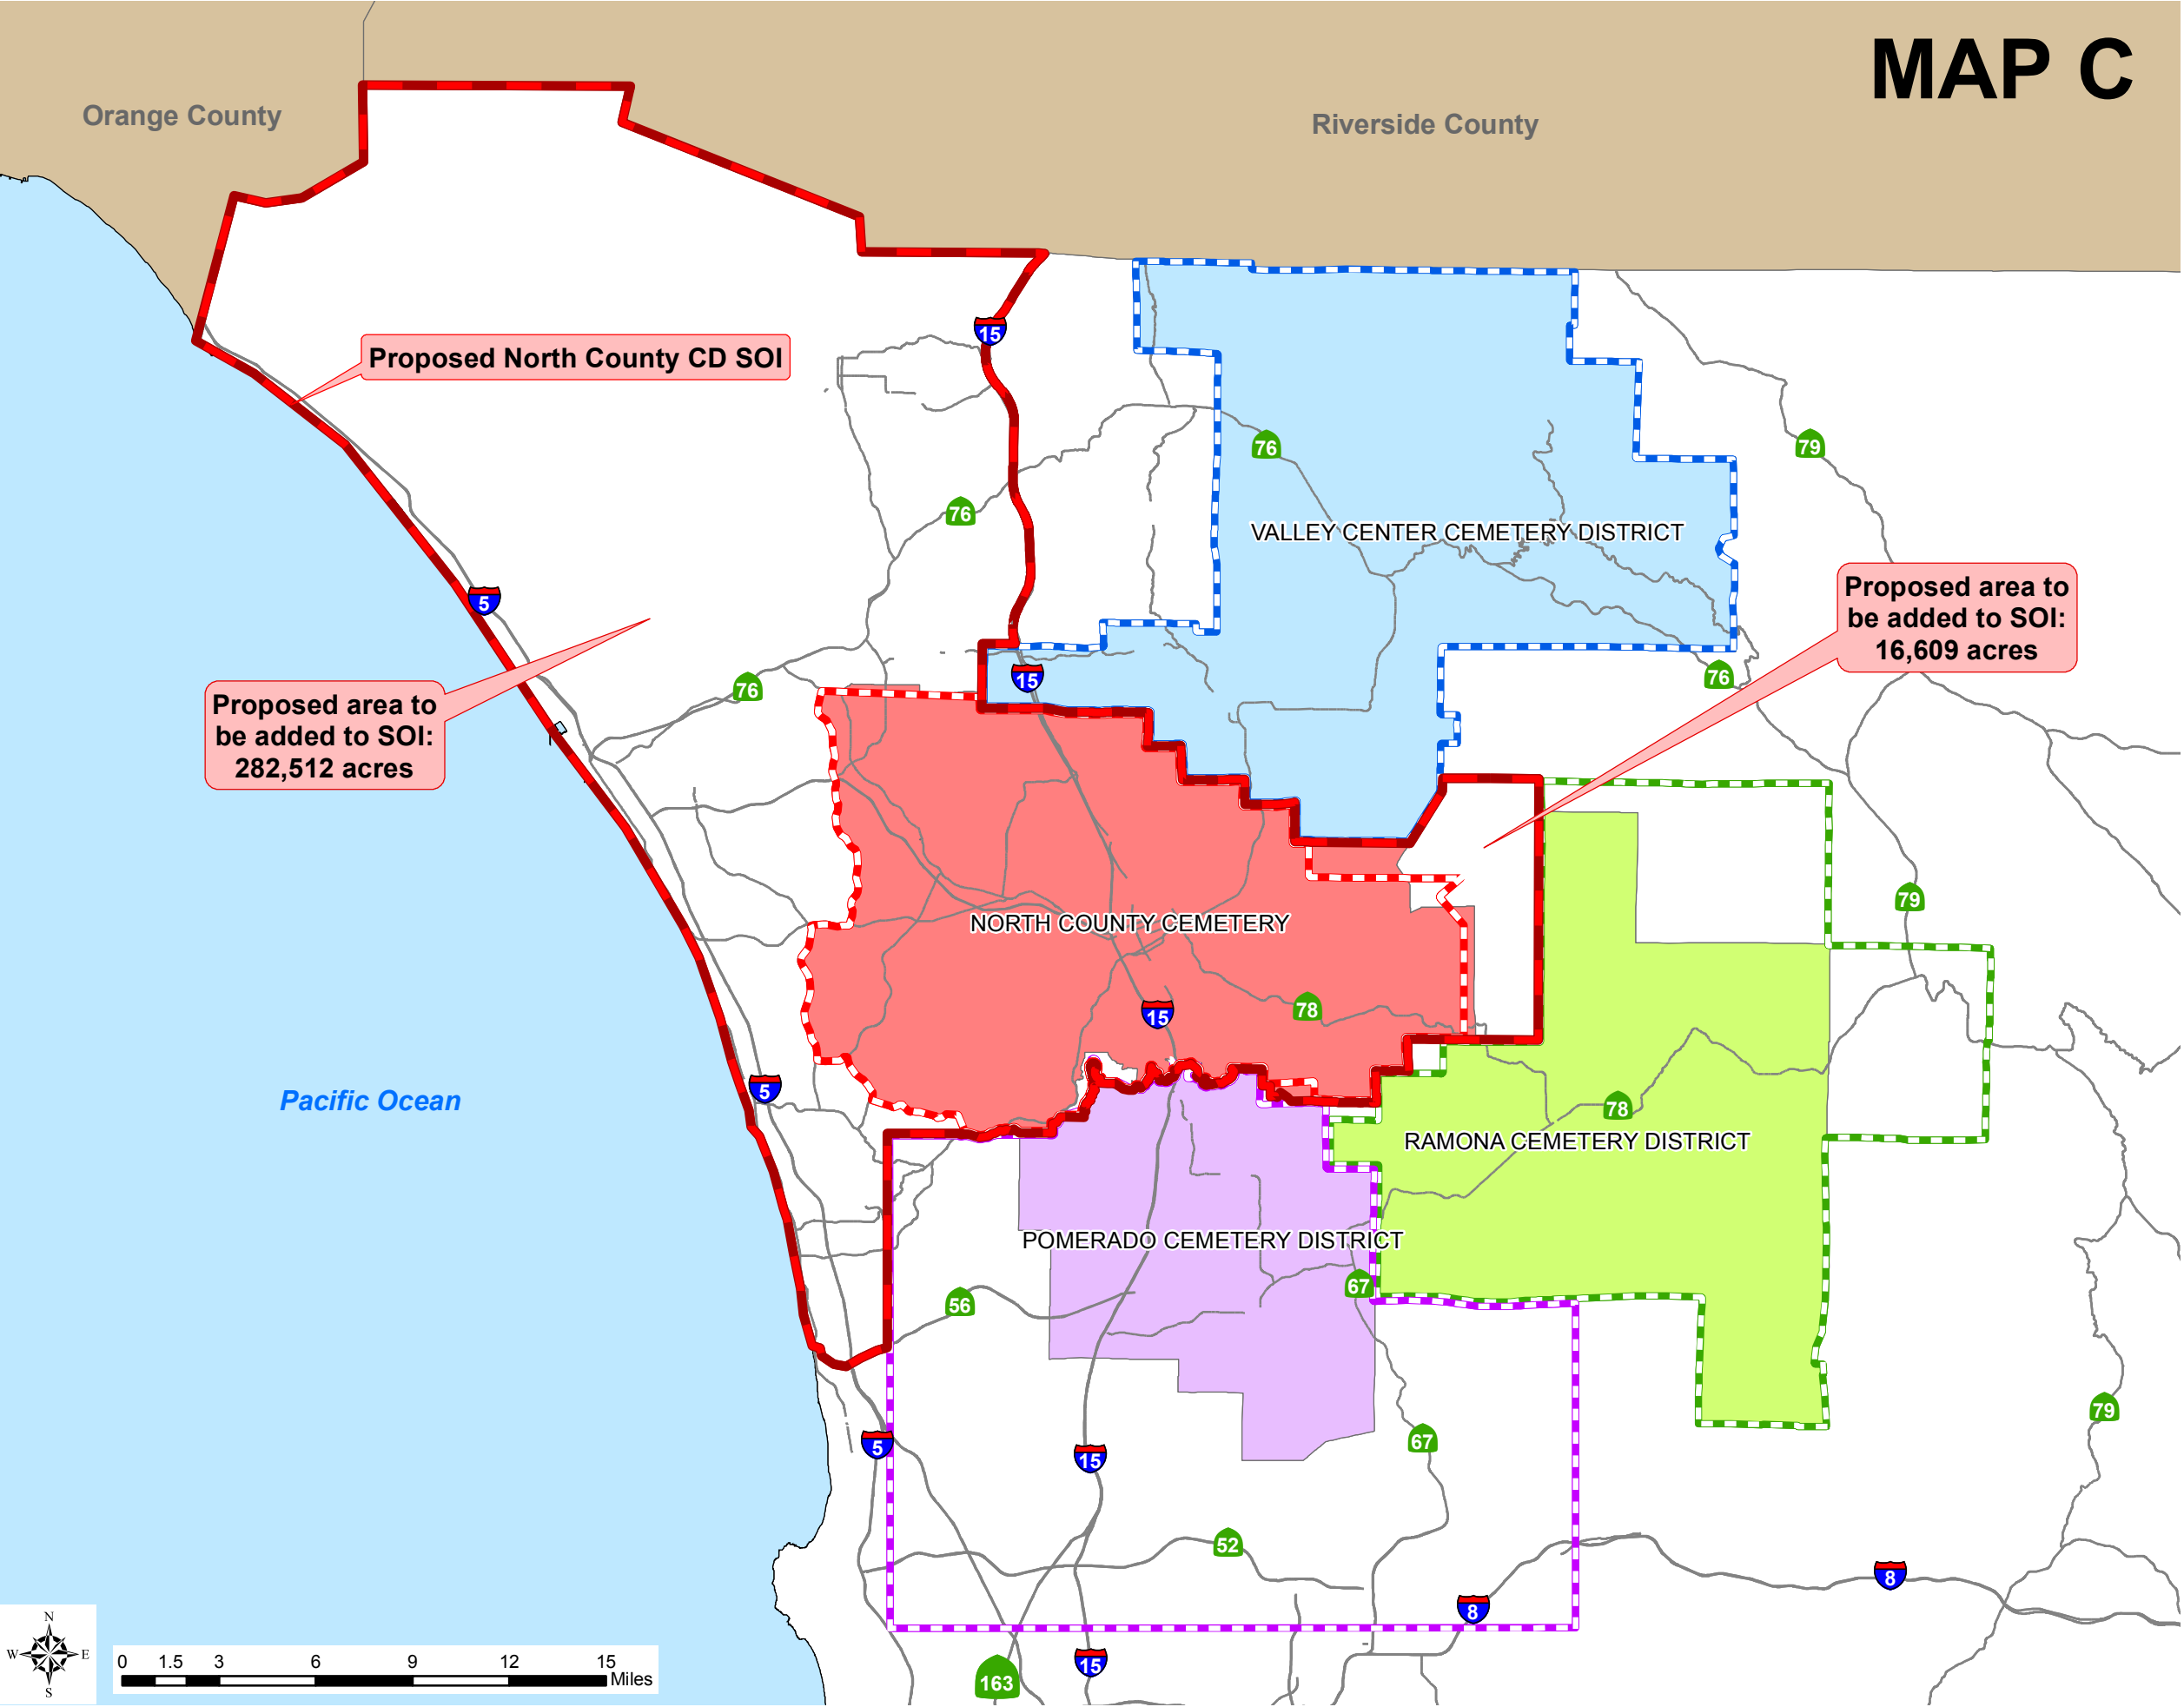 MAP C
Orange County
Riverside County
15
Proposed North County CD SOI
76
79
76
VALLEY CENTER CEMETERY DISTRICT
5
Proposed area to
be added to SOI:
16,609 acres
15
76
76
Proposed area to
be added to SOI:
282,512 acres
79
NORTH COUNTY CEMETERY
78
15
5
Pacific Ocean
78
RAMONA CEMETERY DISTRICT
POMERADO CEMETERY DISTRICT
67
56
79
67
5
15
52
8
8
N
W E
S
0 1.5 3 6 9 12 15
Miles
15
163